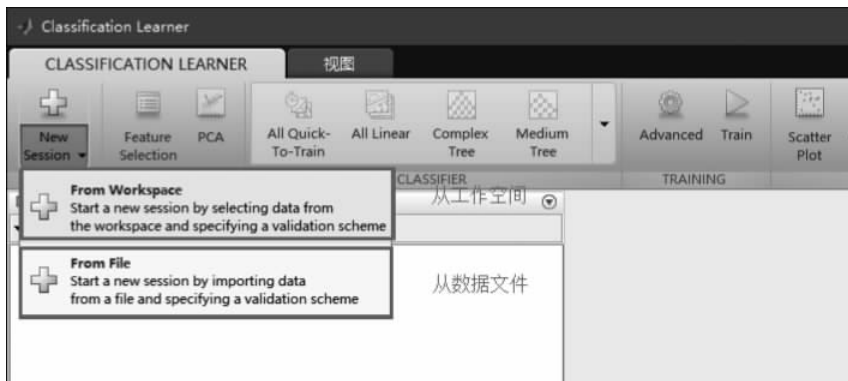 Classification Learner
CLASSIFICATION LEARNER 视图
New Session
Feature Selection
PCA
All Quick-To-Train
All Linear
Complex Tree
Medium Tree
Advanced
Train
Scatter Plot
CLASSIFIER
TRAINING
From Workspace
Start a new session by selecting data from
the workspace and specifying a validation scheme
从工作空间
From File
Start a new session by importing data
from a file and specifying a validation scheme
从数据文件